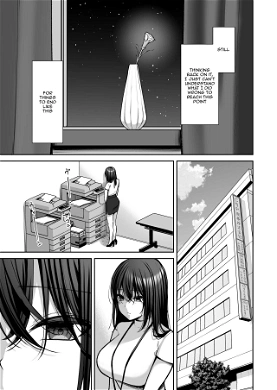 STILL
THINKING
BACK ON IT,
I JUST CAN'T
UNDERSTAND
WHAT I DID
WRONG TO
REACH THIS
POINT
FOR
THINGS TO
END LIKE
THIS